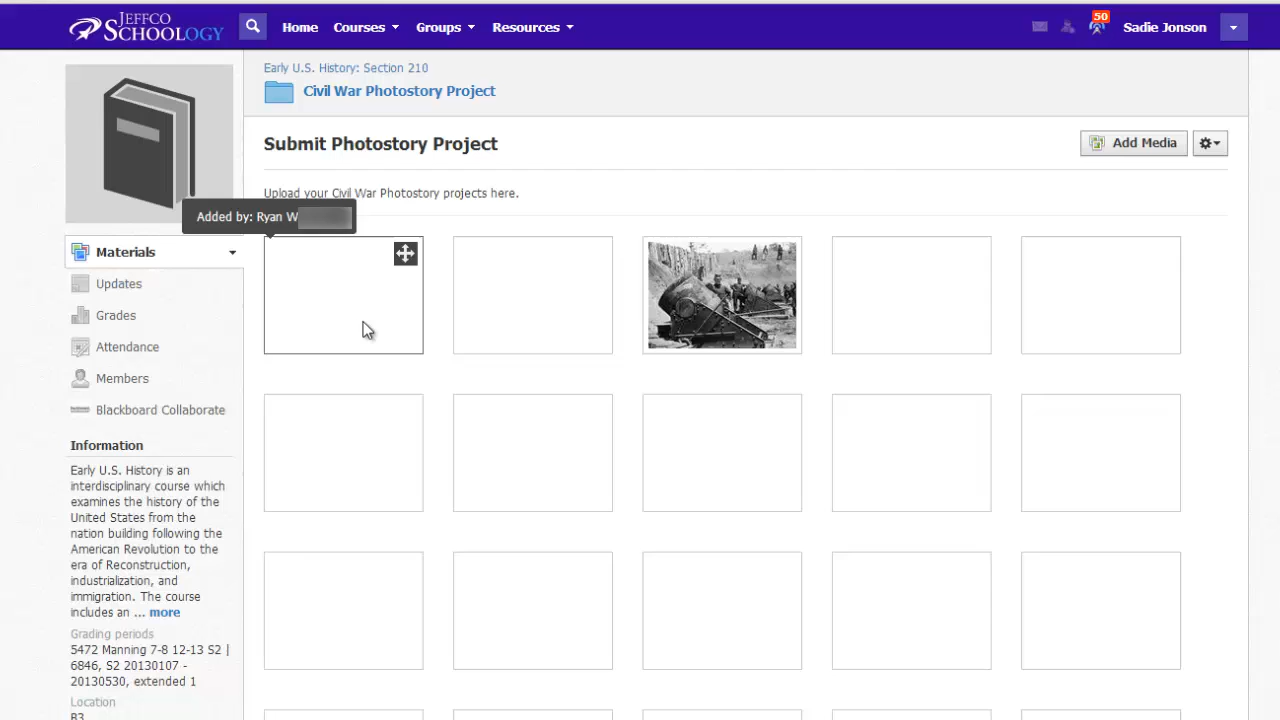 JEFFCO
SCHOOLOGY
Home
Courses
Groups
Resources
50
Sadie Jonson
Early U.S. History: Section 210
Civil War Photostory Project
Submit Photostory Project
Add Media
Upload your Civil War Photostory projects here.
Added by: Ryan W
Materials
Updates
Grades
Attendance
Members
Blackboard Collaborate
Information
Early U.S. History is an
interdisciplinary course which
examines the history of the
United States from the
nation building following the
American Revolution to the
era of Reconstruction,
industrialization, and
immigration. The course
includes an ... more
Grading periods
5472 Manning 7-8 12-13 S2 |
6846, S2 20130107 -
20130530, extended 1
Location
B3